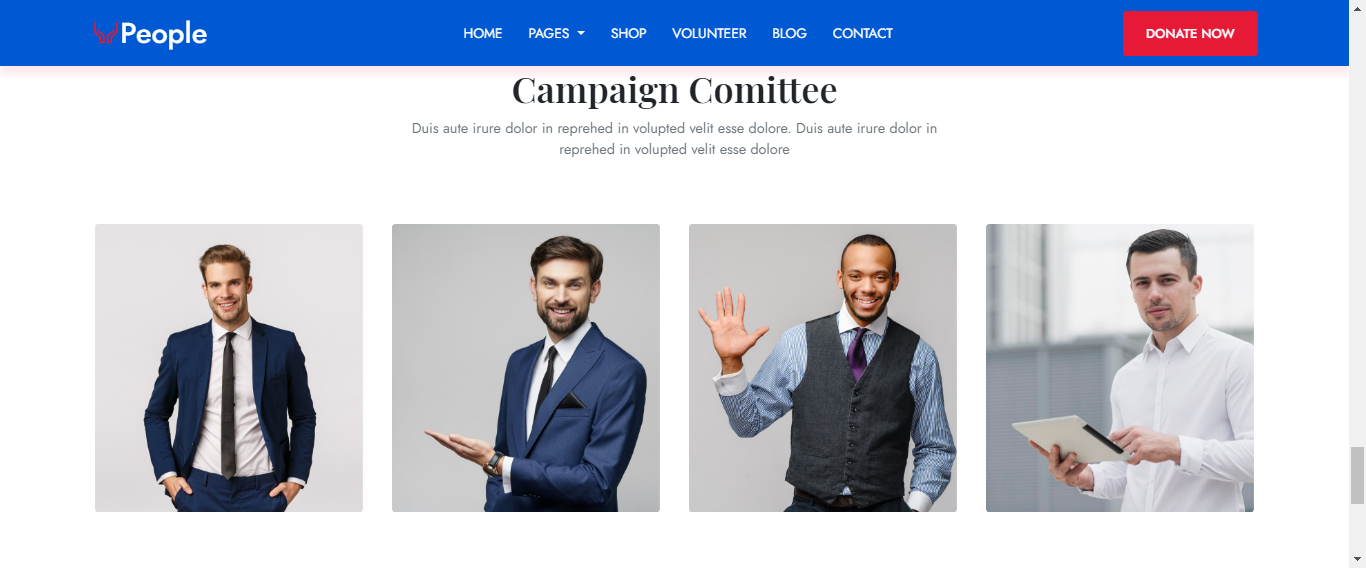 People
HOME PAGES SHOP VOLUNTEER BLOG CONTACT
DONATE NOW
Campaign Comittee
Duis aute irure dolor in reprehed in volupted velit esse dolore. Duis aute irure dolor in
reprehed in volupted velit esse dolore